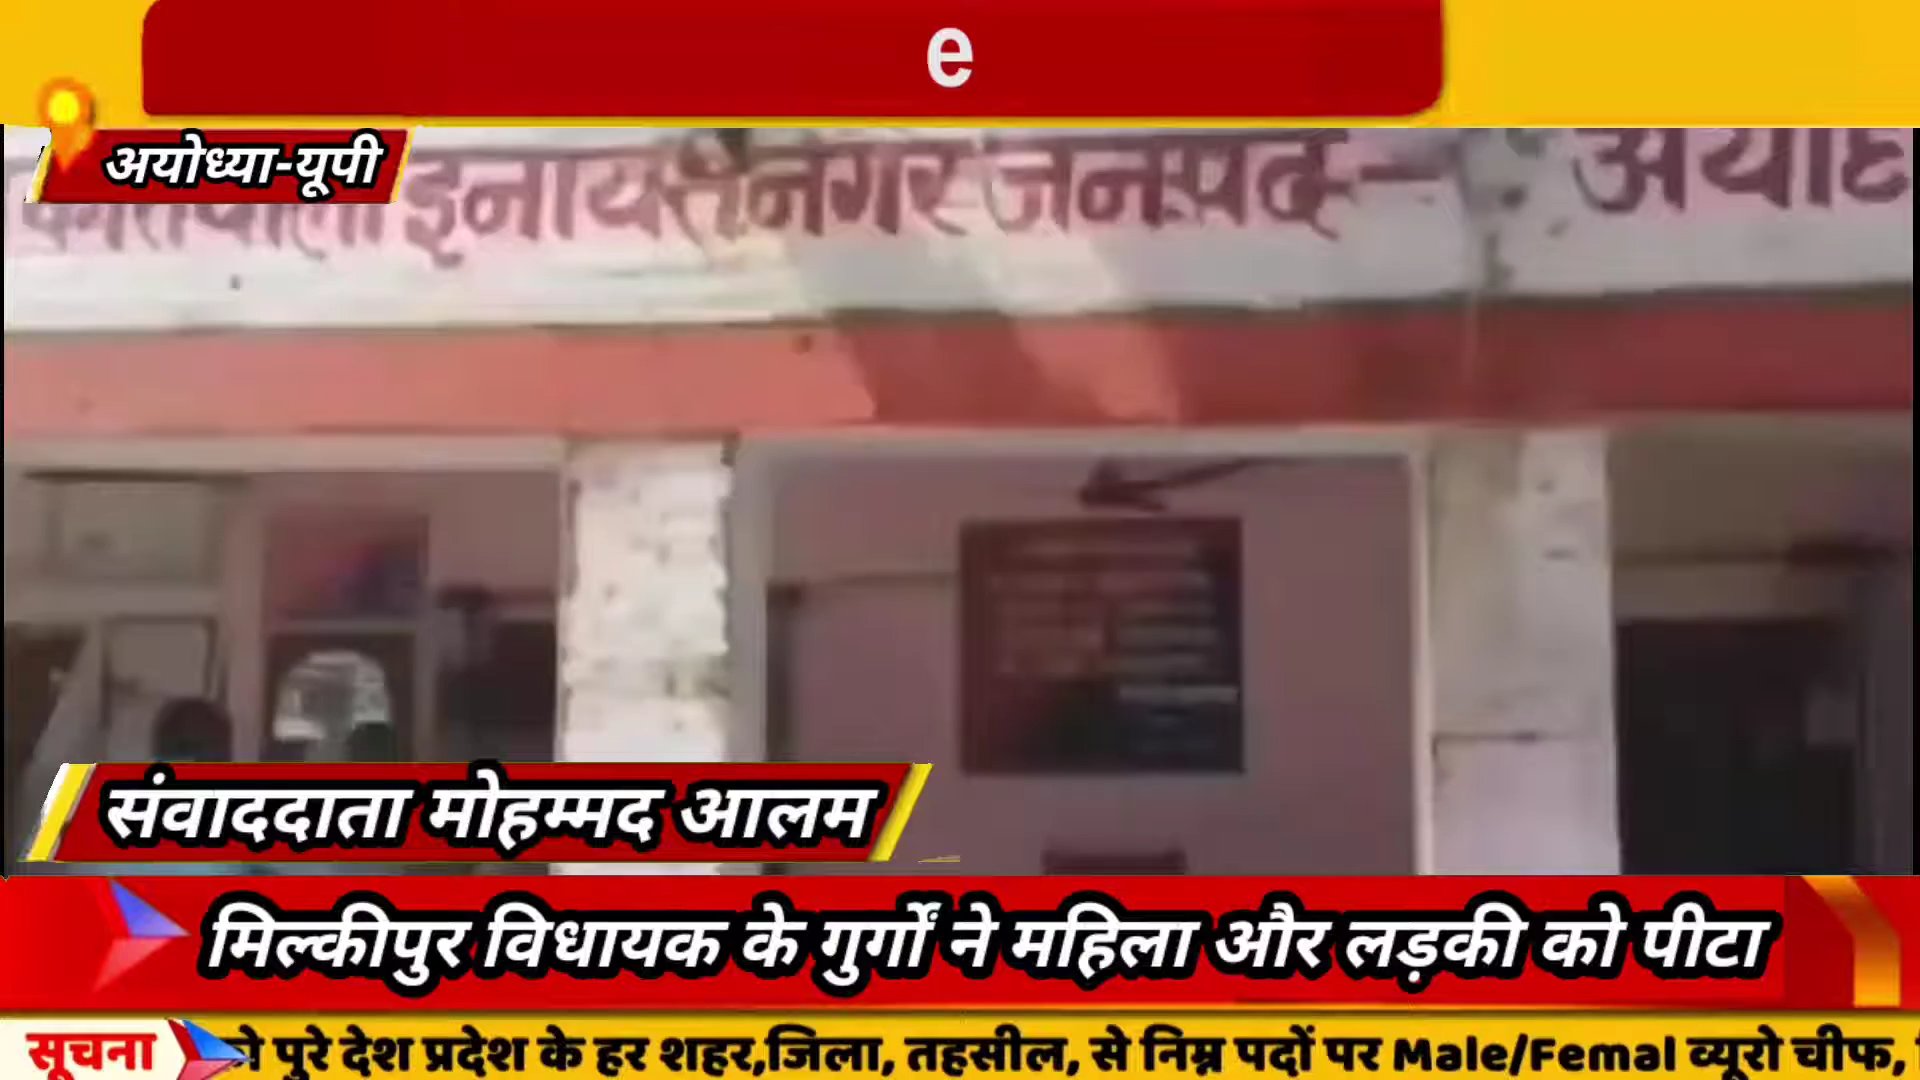 e
अयोध्या-यूपी
इनायतनगर जनपद-
संवाददाता मोहम्मद आलम
मिल्कीपुर विधायक के गुर्गों ने महिला और लड़की को पीटा
सूचना
पुरे देश प्रदेश के हर शहर,जिला, तहसील, से निम्न पदों पर Male/Femal व्यूरो चीफ,